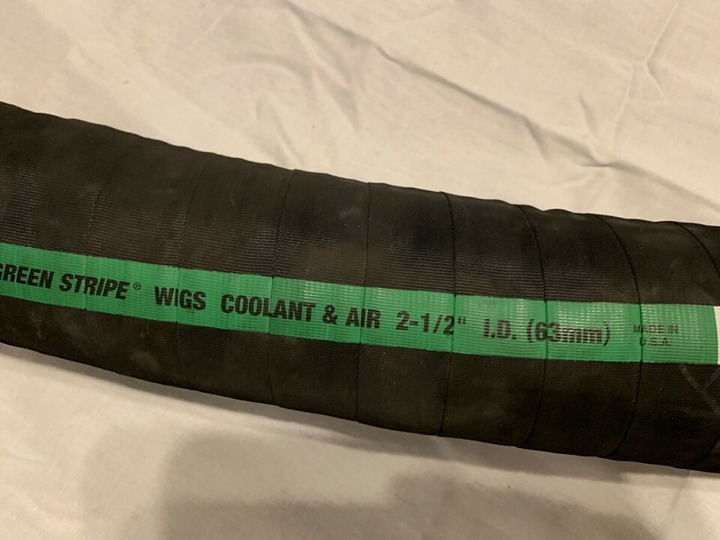 GREEN STRIPE® WIGS COOLANT & AIR 2-1/2" I.D. (63mm)
MADE IN
U.S.A.